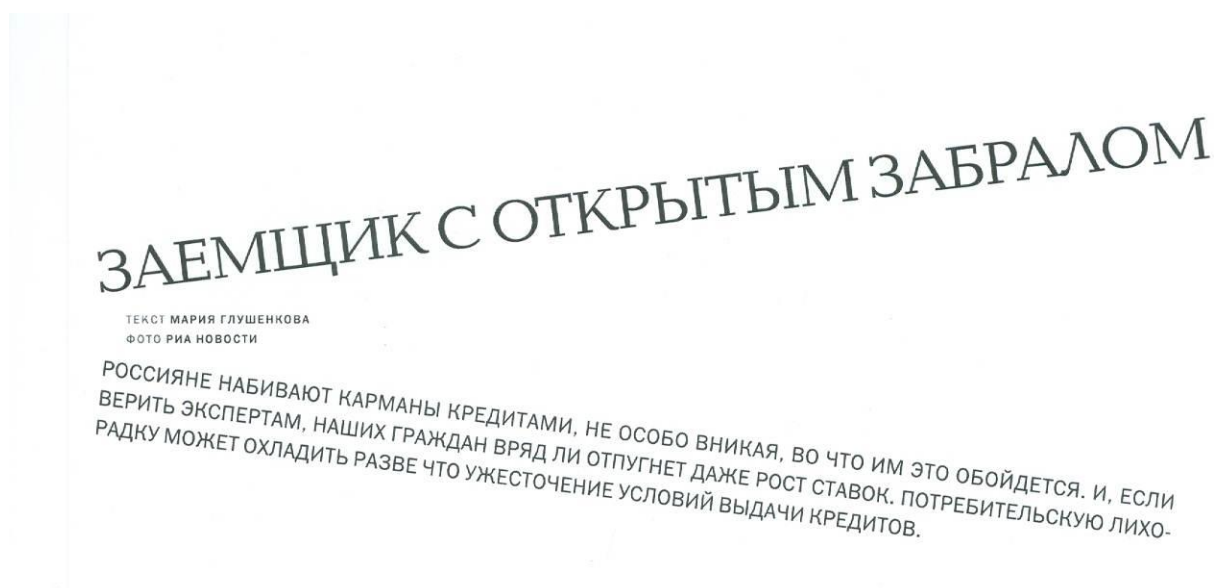 ЗАЕМЩИК С ОТКРЫТЫМ ЗАБРАЛОМ
ТЕКСТ МАРИЯ ГЛУШЕНКОВА
ФОТО РИА НОВОСТИ
РОССИЯНЕ НАБИВАЮТ КАРМАНЫ КРЕДИТАМИ, НЕ ОСОБО ВНИКАЯ, ВО ЧТО ИМ ЭТО ОБОЙДЕТСЯ. И, ЕСЛИ
ВЕРИТЬ ЭКСПЕРТАМ, НАШИХ ГРАЖДАН ВРЯД ЛИ ОТПУГНЕТ ДАЖЕ РОСТ СТАВОК. ПОТРЕБИТЕЛЬСКУЮ ЛИХО-
РАДКУ МОЖЕТ ОХЛАДИТЬ РАЗВЕ ЧТО УЖЕСТОЧЕНИЕ УСЛОВИЙ ВЫДАЧИ КРЕДИТОВ.